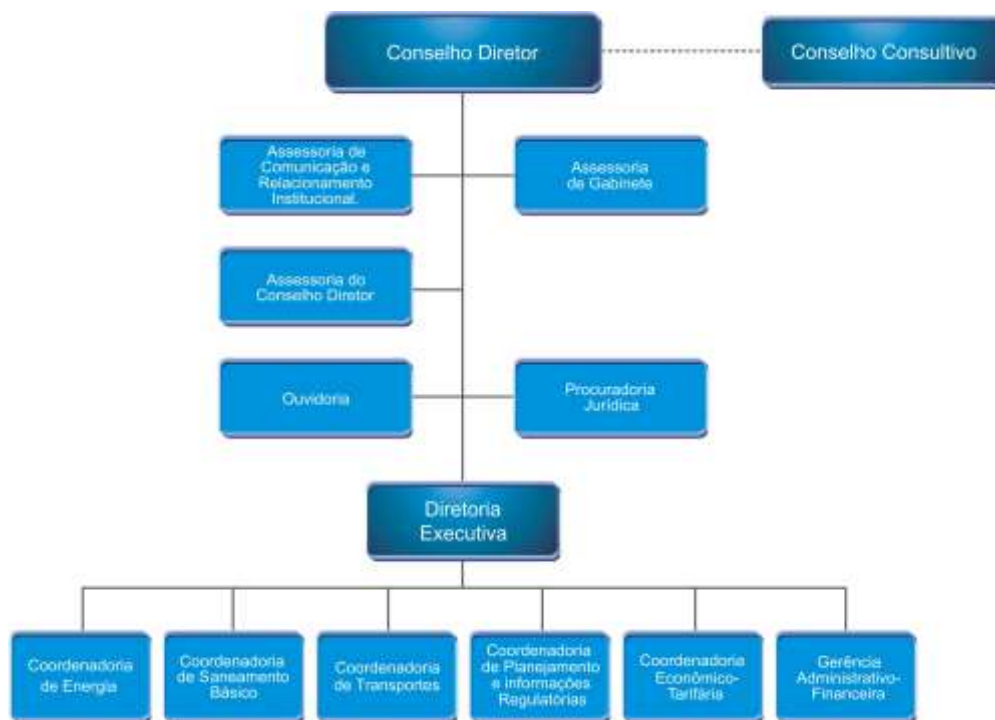 Conselho Diretor
Conselho Consultivo
Assessoria de
Comunicação e
Relacionamento
Institucional.
Assessoria
de Gabinete
Assessoria do
Conselho Diretor
Ouvidoria
Procuradoria
Jurídica
Diretoria
Executiva
Coordenadoria
de Energia
Coordenadoria
de Saneamento
Básico
Coordenadoria
de Transportes
Coordenadoria
de Planejamento
e Informações
Regulatórias
Coordenadoria
Econômico-
Tarifária
Gerência
Administrativo-
Financeira